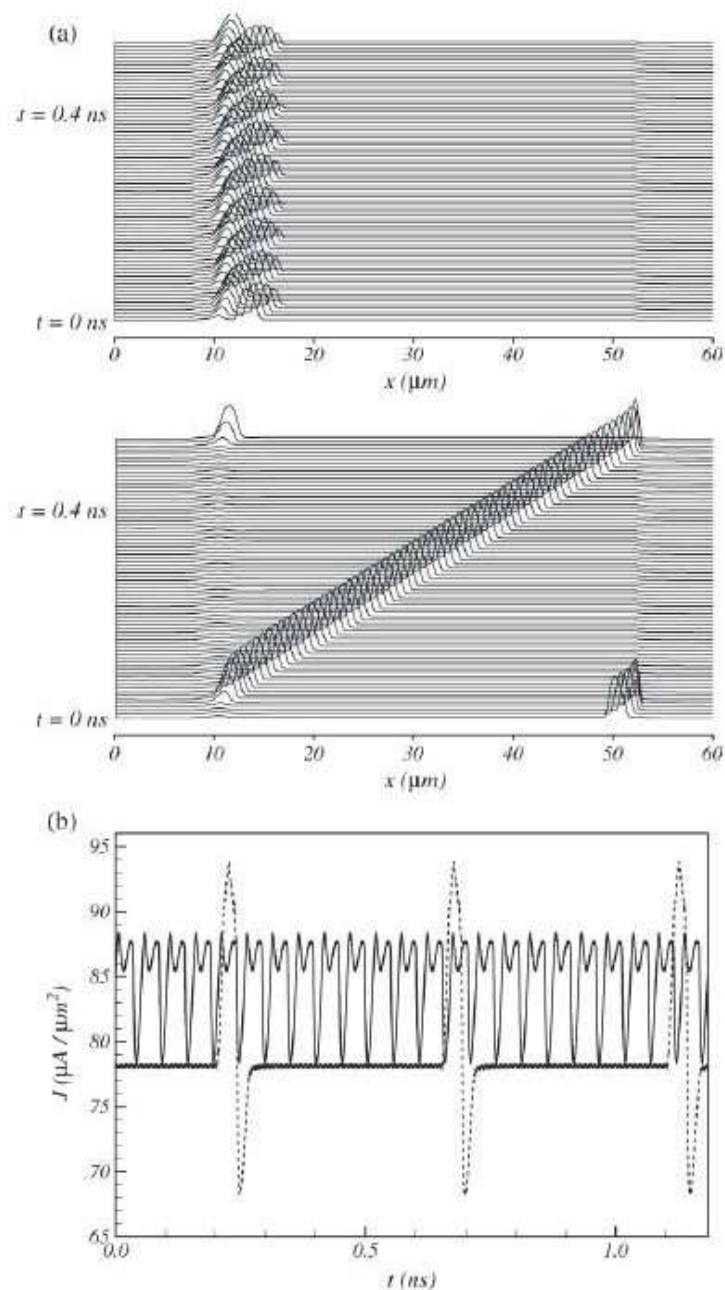 (a)
t = 0.4 ns
t = 0 ns
0 10 20 30 40 50 60
x (μm)
t = 0.4 ns
t = 0 ns
0 10 20 30 40 50 60
x (μm)
(b)
95
90
85
80
75
70
65
J (μA / μm²)
0.0 0.5 1.0
t (ns)